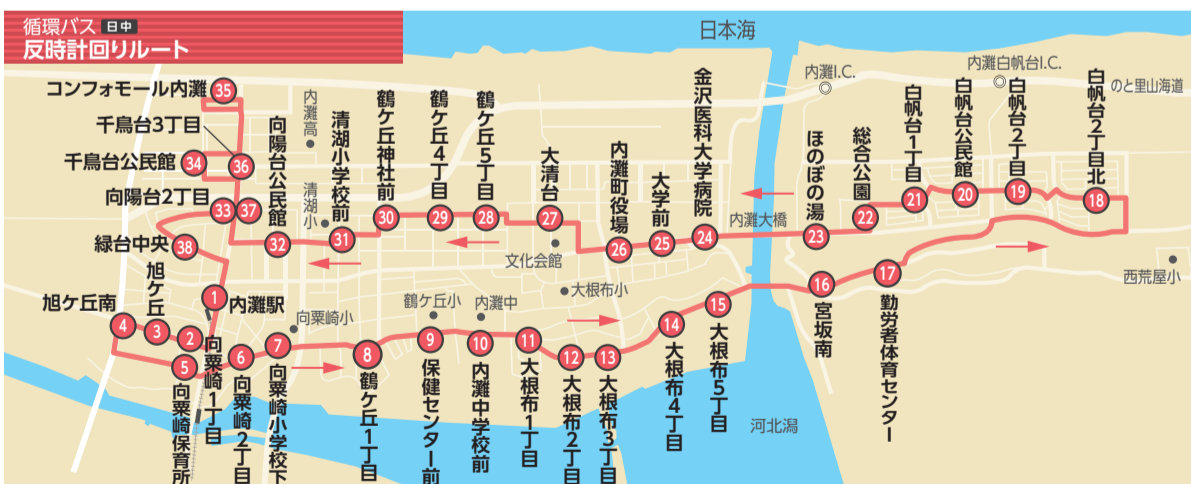 循環バス 日中
反時計回りルート
日本海
内灘I.C.
内灘白帆台I.C.
のと里山海道
コンフォモール内灘
35
千鳥台3丁目
36
千鳥台公民館
34
向陽台2丁目
33
37
緑台中央
38
向陽台公民館
32
内灘高
清湖小
清湖小学校前
31
鶴ケ丘神社前
30
鶴ケ丘4丁目
29
鶴ケ丘5丁目
28
大清台
27
文化会館
内灘町役場
26
大学前
25
金沢医科大学病院
24
内灘大橋
ほのぼの湯
23
総合公園
22
白帆台1丁目
21
白帆台公民館
20
白帆台2丁目
19
白帆台2丁目北
18
西荒屋小
1
内灘駅
2
向粟崎1丁目
旭ケ丘
3
旭ケ丘南
4
5
向粟崎保育所
6
向粟崎2丁目
7
向粟崎小学校下
向粟崎小
8
鶴ケ丘1丁目
鶴ケ丘小
9
保健センター前
内灘中
10
内灘中学校前
11
大根布1丁目
12
大根布2丁目
13
大根布3丁目
大根布小
14
大根布4丁目
15
大根布5丁目
河北潟
16
宮坂南
17
勤労者体育センター